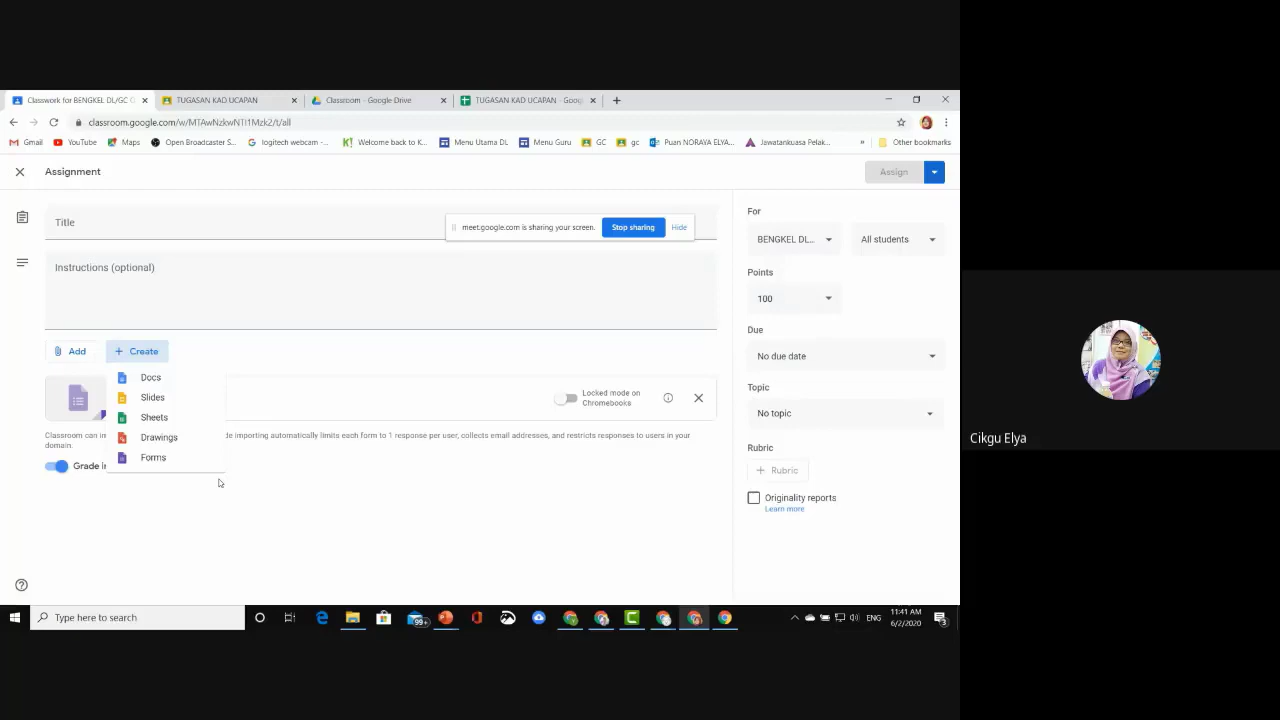 Classwork for BENGKEL DL/GC
TUGASAN KAD UCAPAN
Classroom - Google Drive
TUGASAN KAD UCAPAN - Goog
classroom.google.com/w/MTAwNzkwNTI1Mzk2/t/all
Gmail
YouTube
Maps
Open Broadcaster S...
logitech webcam -...
Welcome back to K...
Menu Utama DL
Menu Guru
GC
gc
Puan NORAYA ELYA...
Jawatankuasa Pelak...
»
Other bookmarks
Assignment
Assign
Title
meet.google.com is sharing your screen.
Stop sharing
Hide
Instructions (optional)
Add
+ Create
Docs
Slides
Sheets
Drawings
Forms
Locked mode on
Chromebooks
Classroom can im
de importing automatically limits each form to 1 response per user, collects email addresses, and restricts responses to users in your
domain.
Grade i
For
BENGKEL DL...
All students
Points
100
Due
No due date
Topic
No topic
Rubric
+ Rubric
Originality reports
Learn more
Cikgu Elya
Type here to search
99+
ENG
11:41 AM
6/2/2020
3